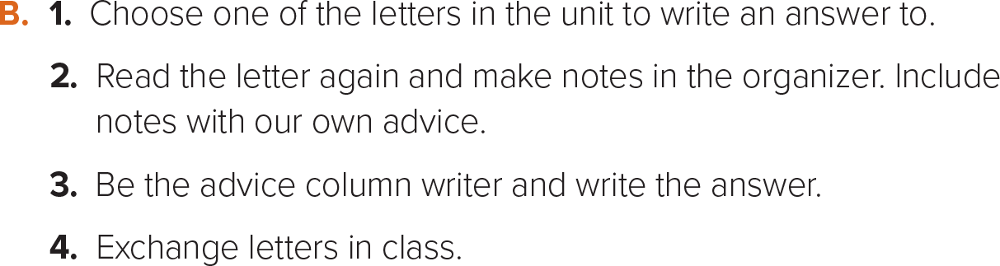 B. 1. Choose one of the letters in the unit to write an answer to.
2. Read the letter again and make notes in the organizer. Include
notes with our own advice.
3. Be the advice column writer and write the answer.
4. Exchange letters in class.